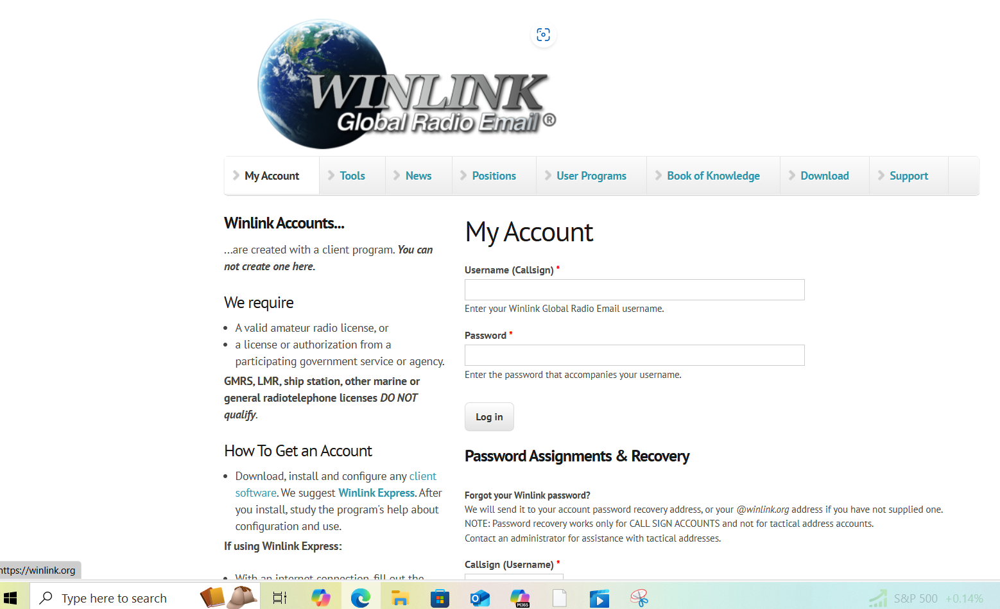 WINLINK
Global Radio Email®
My Account
Tools
News
Positions
User Programs
Book of Knowledge
Download
Support
Winlink Accounts...
...are created with a client program. You can
not create one here.
We require
A valid amateur radio license, or
a license or authorization from a
participating government service or agency.
GMRS, LMR, ship station, other marine or
general radiotelephone licenses DO NOT
qualify.
How To Get an Account
Download, install and configure any client
software. We suggest Winlink Express. After
you install, study the program's help about
configuration and use.
If using Winlink Express:
With an internet connection, fill out the
My Account
Username (Callsign) *
Enter your Winlink Global Radio Email username.
Password *
Enter the password that accompanies your username.
Log in
Password Assignments & Recovery
Forgot your Winlink password?
We will send it to your account password recovery address, or your @winlink.org address if you have not supplied one.
NOTE: Password recovery works only for CALL SIGN ACCOUNTS and not for tactical address accounts.
Contact an administrator for assistance with tactical addresses.
Callsign (Username) *
https://winlink.org
Type here to search
M365
S&P 500 +0.14%